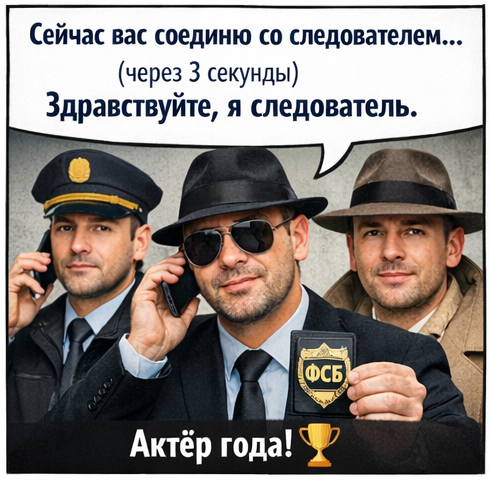 Сейчас вас соединю со следователем...
(через 3 секунды)
Здравствуйте, я следователь.
ФСБ
Актёр года!